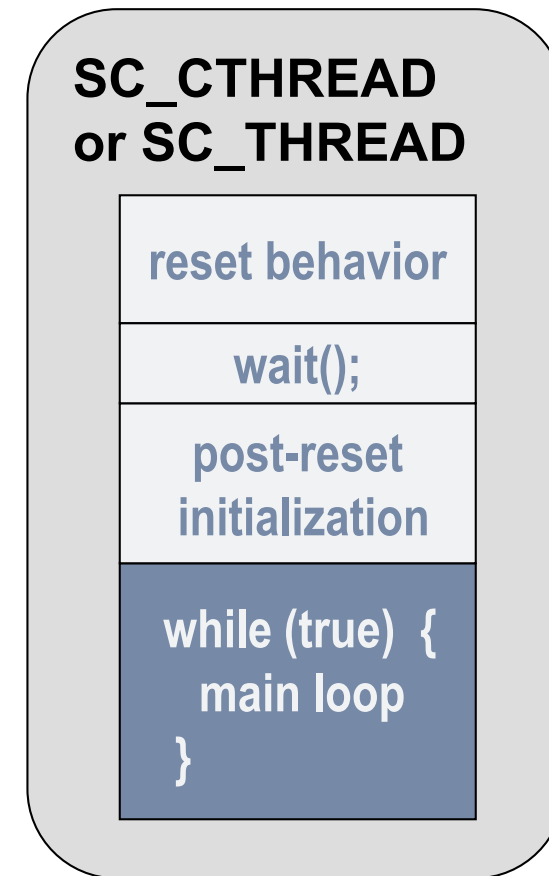 SC_CTHREAD
or SC_THREAD
reset behavior
wait();
post-reset
initialization
while (true) {
main loop
}